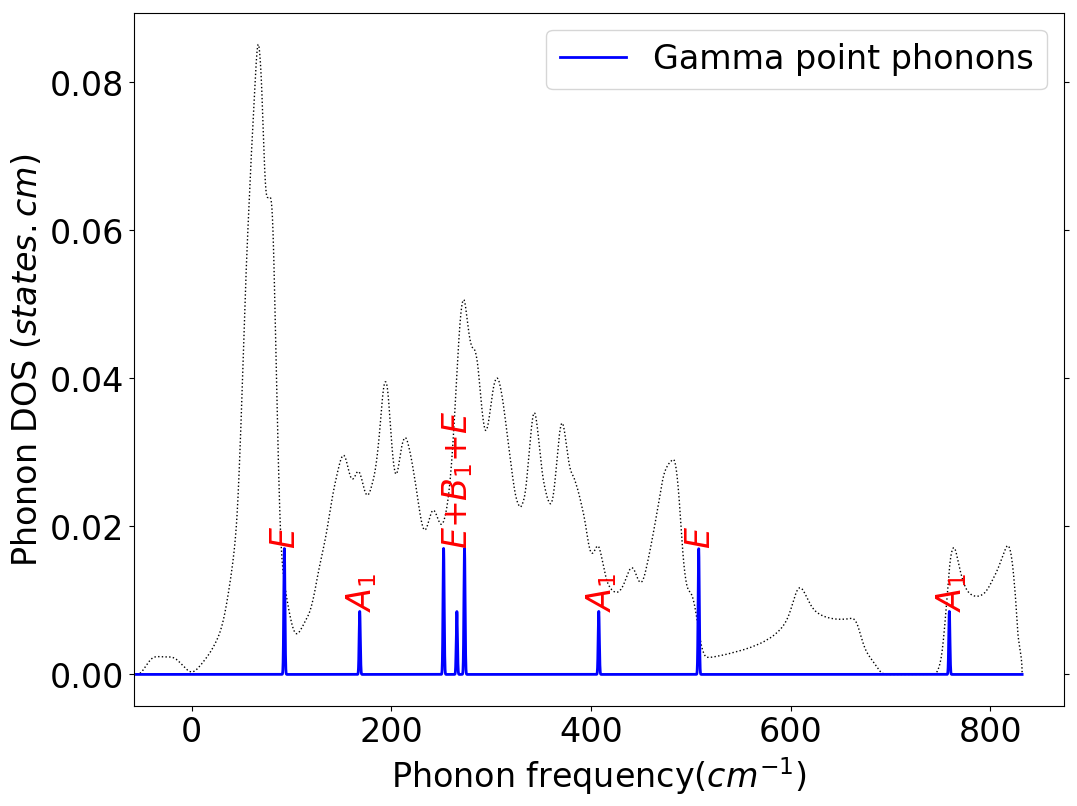 Gamma point phonons
Phonon DOS (states.cm)
0.08
0.06
0.04
0.02
0.00
E
A₁
E+B₁+E
A₁
E
A₁
0
200
400
600
800
Phonon frequency(cm⁻¹)